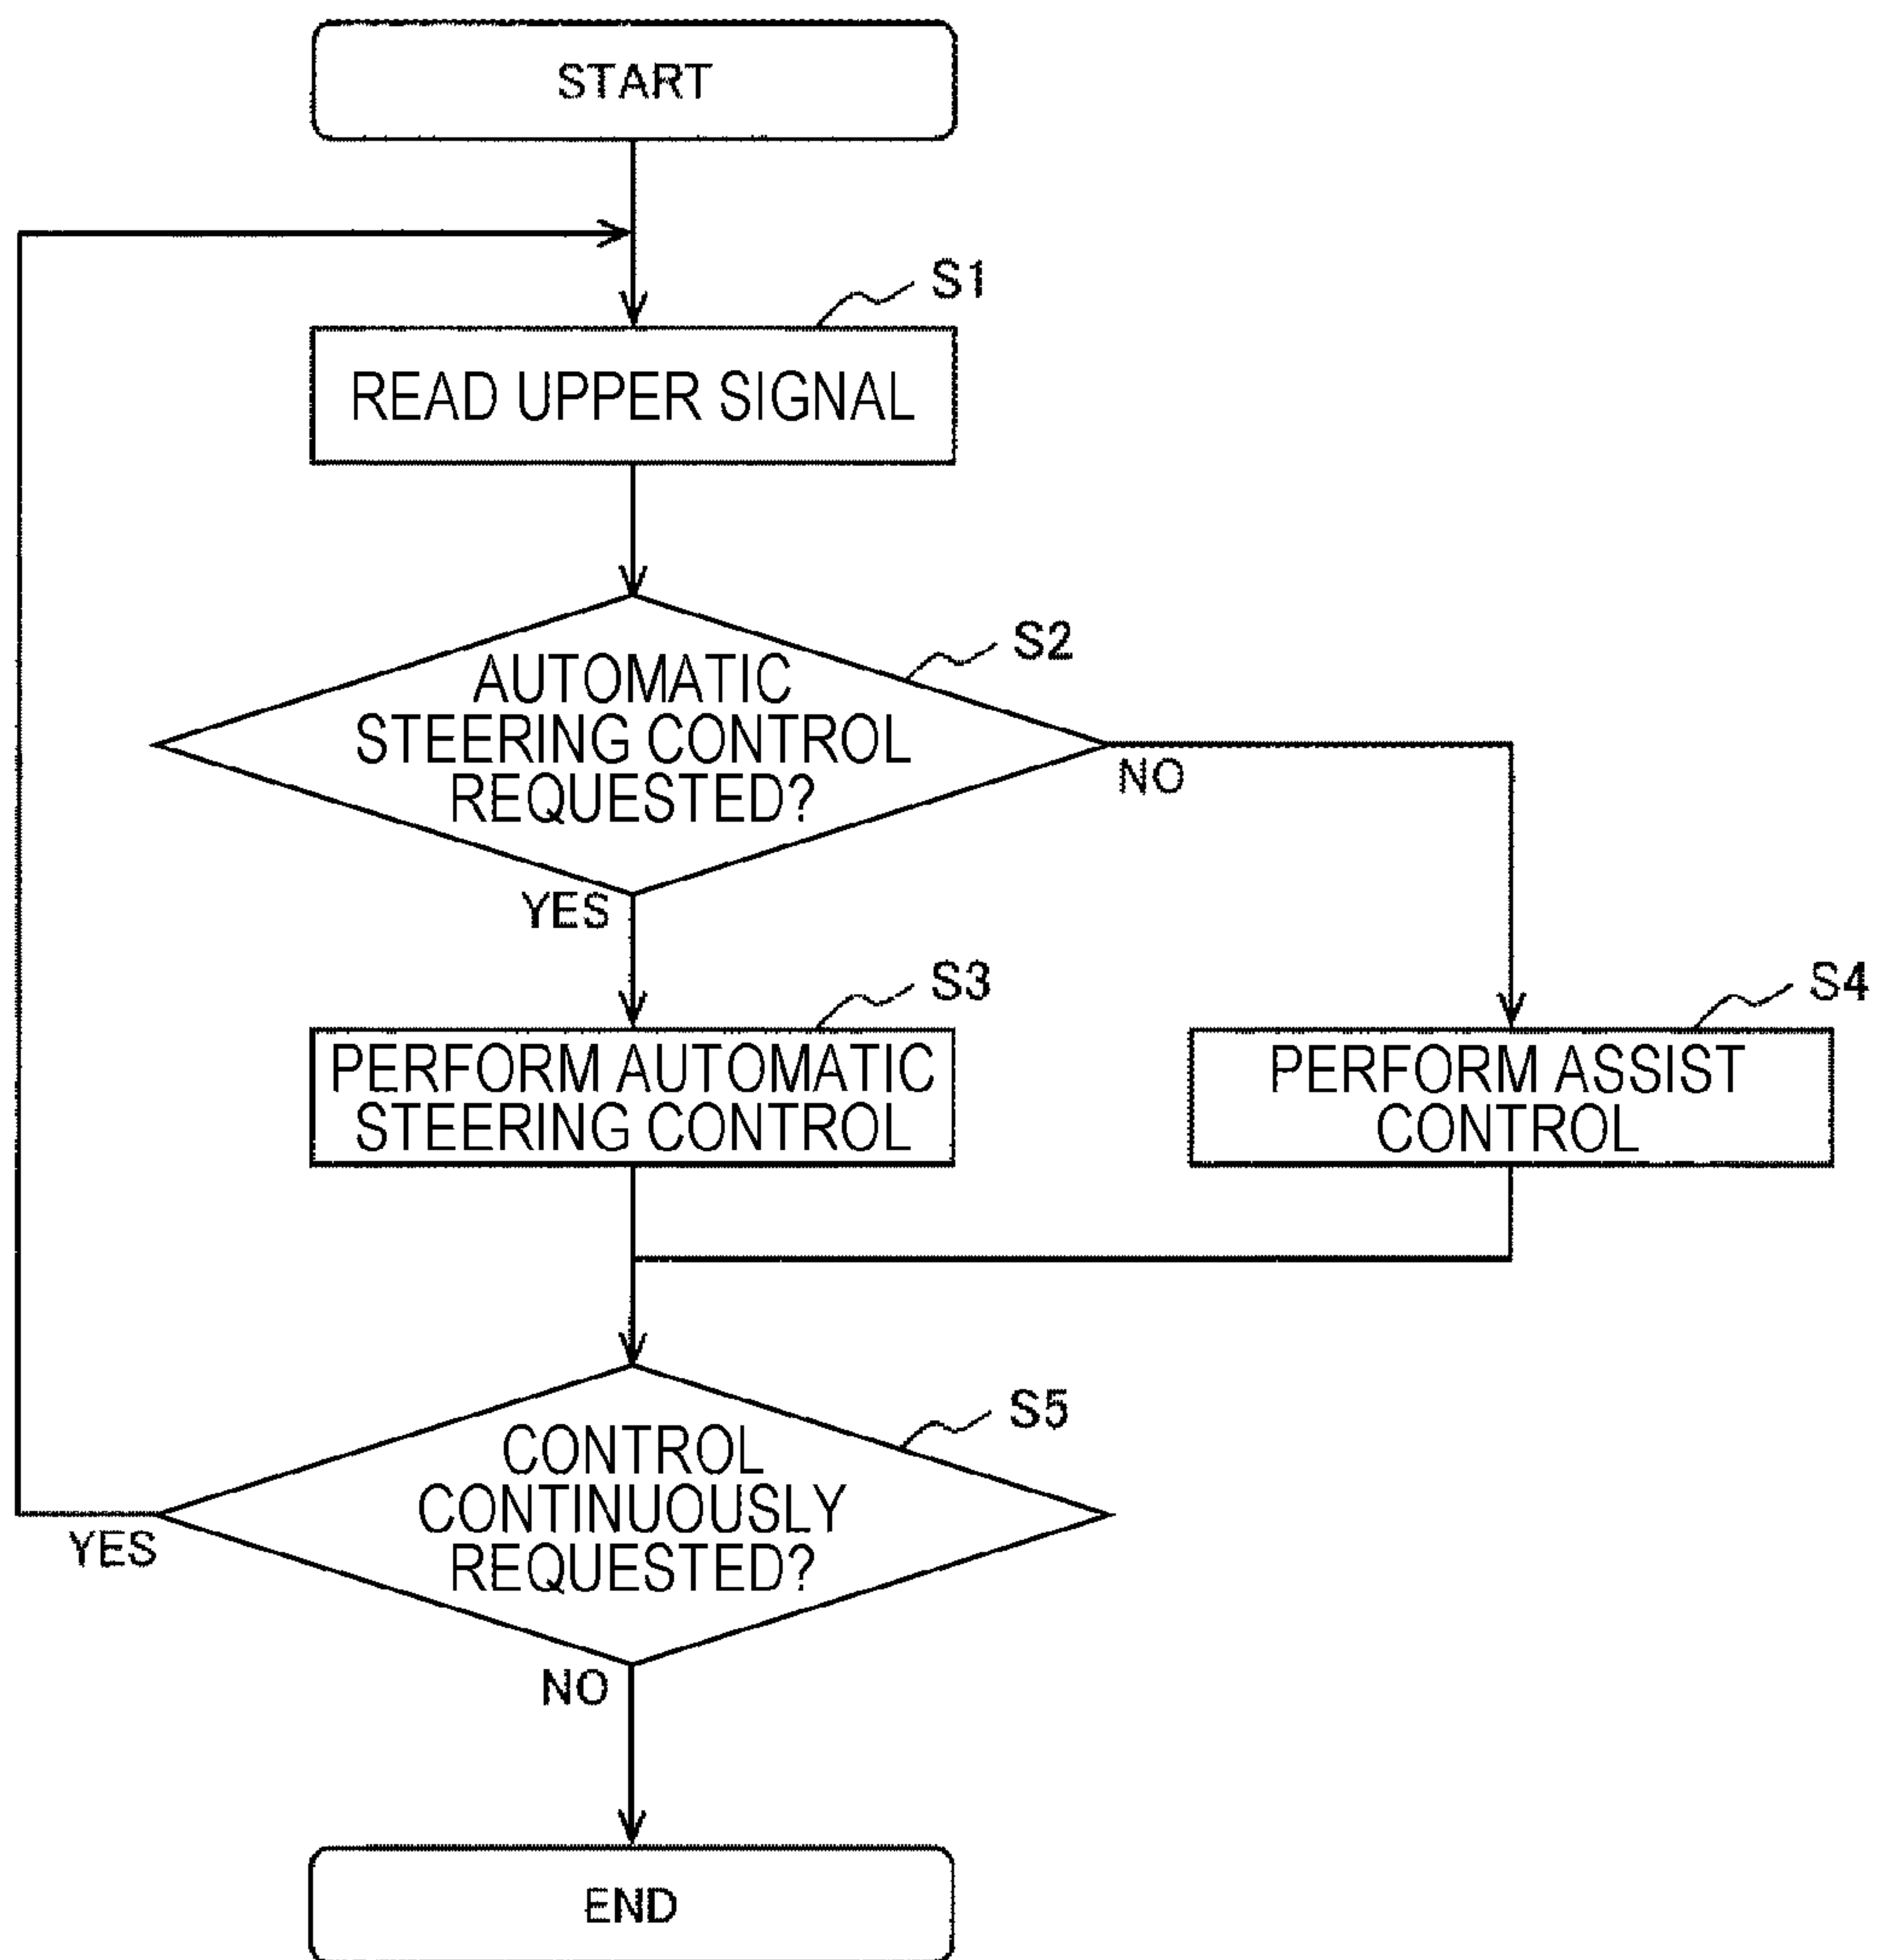 START
S1
READ UPPER SIGNAL
S2
AUTOMATIC
STEERING CONTROL
REQUESTED?
NO
YES
S3
PERFORM AUTOMATIC
STEERING CONTROL
S4
PERFORM ASSIST
CONTROL
S5
CONTROL
CONTINUOUSLY
REQUESTED?
YES
NO
END